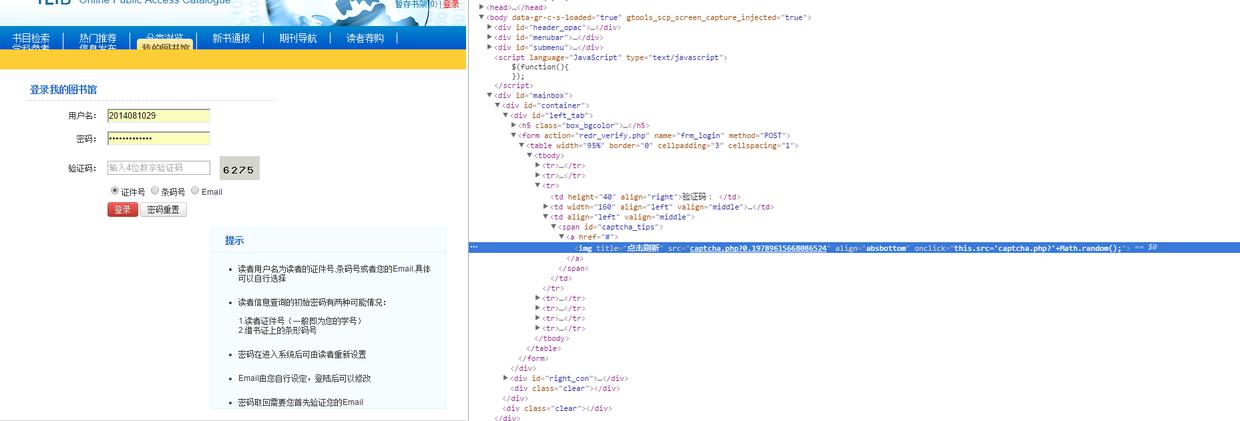 Online Public Access Catalogue
暂存书架(0)|登录
书目检索 热门推荐 分类浏览 新书通报 期刊导航 读者荐购
学科参考 信息发布 我的图书馆
登录我的图书馆
用户名: 2014081029
密码: •••••••••••••
验证码: 输入4位数字验证码 6275
证件号 条码号 Email
登录 密码重置
提示
• 读者用户名为读者的证件号,条码号或者您的Email,具体
可以自行选择
• 读者信息查询的初始密码有两种可能情况:
1.读者证件号（一般即为您的学号）
2.借书证上的条形码号
• 密码在进入系统后可由读者重新设置
• Email由您自行设定，登陆后可以修改
• 密码取回需要您首先验证您的Email
<head>…</head>
<body data-gr-c-s-loaded="true" gtools_scp_screen_capture_injected="true">
<div id="header_opac">…</div>
<div id="menubar">…</div>
<div id="submenu">…</div>
<script language="JavaScript" type="text/javascript">
$(function(){
});
</script>
<div id="mainbox">
<div id="container">
<div id="left_tab">
<h5 class="box_bgcolor">…</h5>
<form action="redr_verify.php" name="frm_login" method="POST">
<table width="95%" border="0" cellpadding="3" cellspacing="1">
<tbody>
<tr>…</tr>
<tr>…</tr>
<tr>
<td height="40" align="right">验证码： </td>
<td width="160" align="left" valign="middle">…</td>
<td align="left" valign="middle">
<span id="captcha_tips">
<a href="#">
<img title="点击刷新" src="captcha.php?0.19789615668086524" align="absbottom" onclick="this.src='captcha.php?'+Math.random();"> == $0
</a>
</span>
</td>
</tr>
<tr>…</tr>
<tr>…</tr>
<tr>…</tr>
<tr>…</tr>
</tbody>
</table>
</form>
</div>
<div id="right_con">…</div>
<div class="clear"></div>
</div>
<div class="clear"></div>
</div>